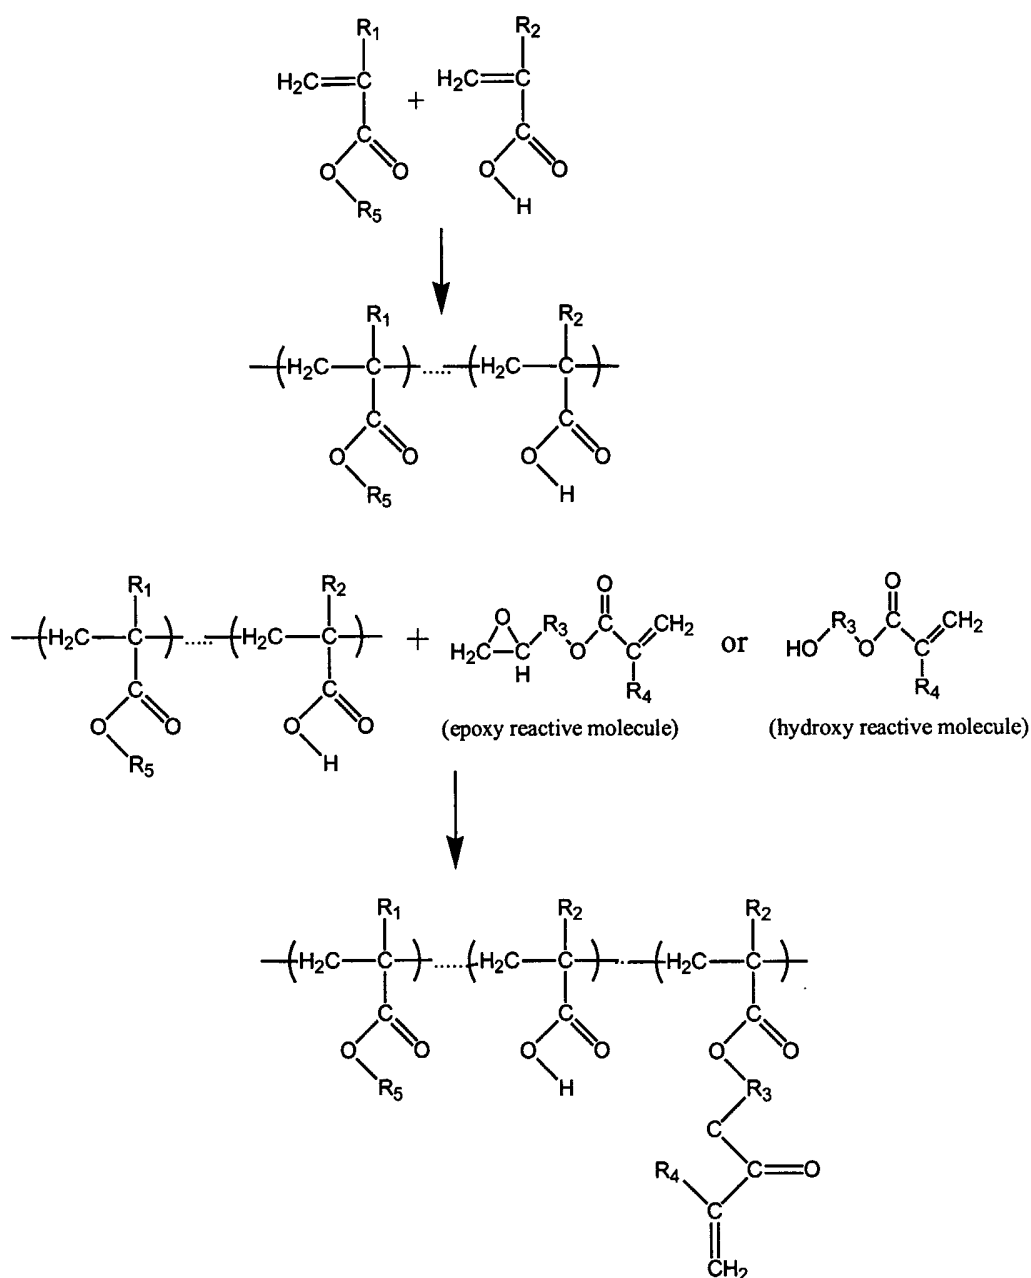 R1 R2
H2C C + H2C C
C C
O O O O
R5 H
R1 R2
( H2C C ) ..... ( H2C C )
C C
O O O O
R5 H
R1 R2 O R3 O CH2 O R3 O CH2
( H2C C ) ..... ( H2C C ) + H2C C H O C R4 or HO O C R4
C C
O O O O
(epoxy reactive molecule) (hydroxy reactive molecule)
R5 H
R1 R2 R2
( H2C C ) ..... ( H2C C ) ... ( H2C C )
C C C
O O O O O O
R5 H R3
C
R4 C O
C
CH2